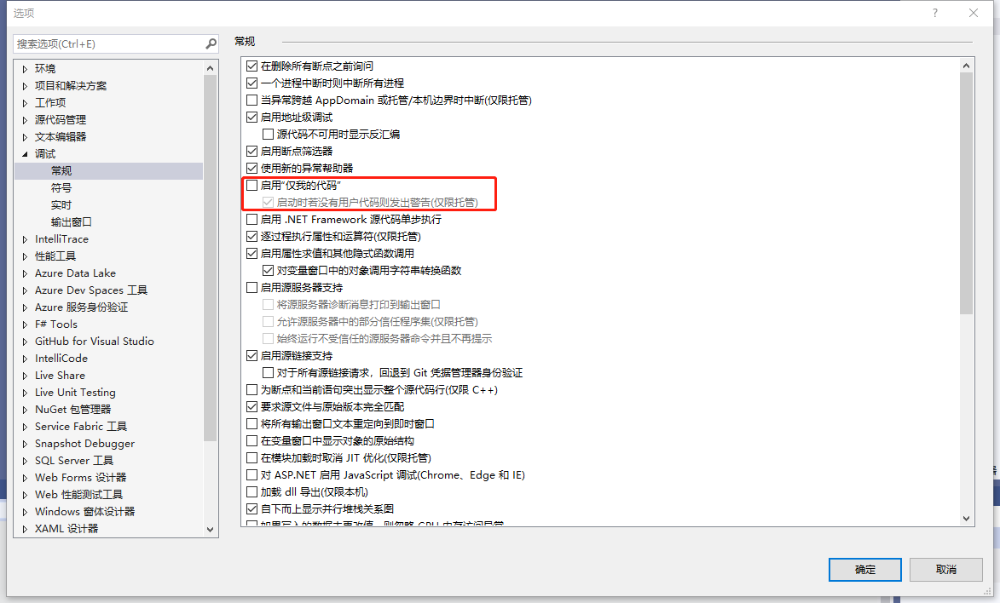 选项
搜索选项(Ctrl+E)
环境
项目和解决方案
工作项
源代码管理
文本编辑器
调试
常规
符号
实时
输出窗口
IntelliTrace
性能工具
Azure Data Lake
Azure Dev Spaces 工具
Azure 服务身份验证
F# Tools
GitHub for Visual Studio
IntelliCode
Live Share
Live Unit Testing
NuGet 包管理器
Service Fabric 工具
Snapshot Debugger
SQL Server 工具
Web Forms 设计器
Web 性能测试工具
Windows 窗体设计器
XAML 设计器
常规
在删除所有断点之前询问
一个进程中断时则中断所有进程
当异常跨越 AppDomain 或托管/本机边界时中断(仅限托管)
启用地址级调试
源代码不可用时显示反汇编
启用断点筛选器
使用新的异常帮助器
启用“仅我的代码”
启动时若没有用户代码则发出警告(仅限托管)
启用 .NET Framework 源代码单步执行
逐过程执行属性和运算符(仅限托管)
启用属性求值和其他隐式函数调用
对变量窗口中的对象调用字符串转换函数
启用源服务器支持
将源服务器诊断消息打印到输出窗口
允许源服务器中的部分信任程序集(仅限托管)
始终运行不受信任的源服务器命令并且不再提示
启用源链接支持
对于所有源链接请求，回退到 Git 凭据管理器身份验证
为断点和当前语句突出显示整个源代码行(仅限 C++)
要求源文件与原始版本完全匹配
将所有输出窗口文本重定向到即时窗口
在变量窗口中显示对象的原始结构
在模块加载时取消 JIT 优化(仅限托管)
对 ASP.NET 启用 JavaScript 调试(Chrome、Edge 和 IE)
加载 dll 导出(仅限本机)
自下而上显示并行堆栈关系图
确定
取消